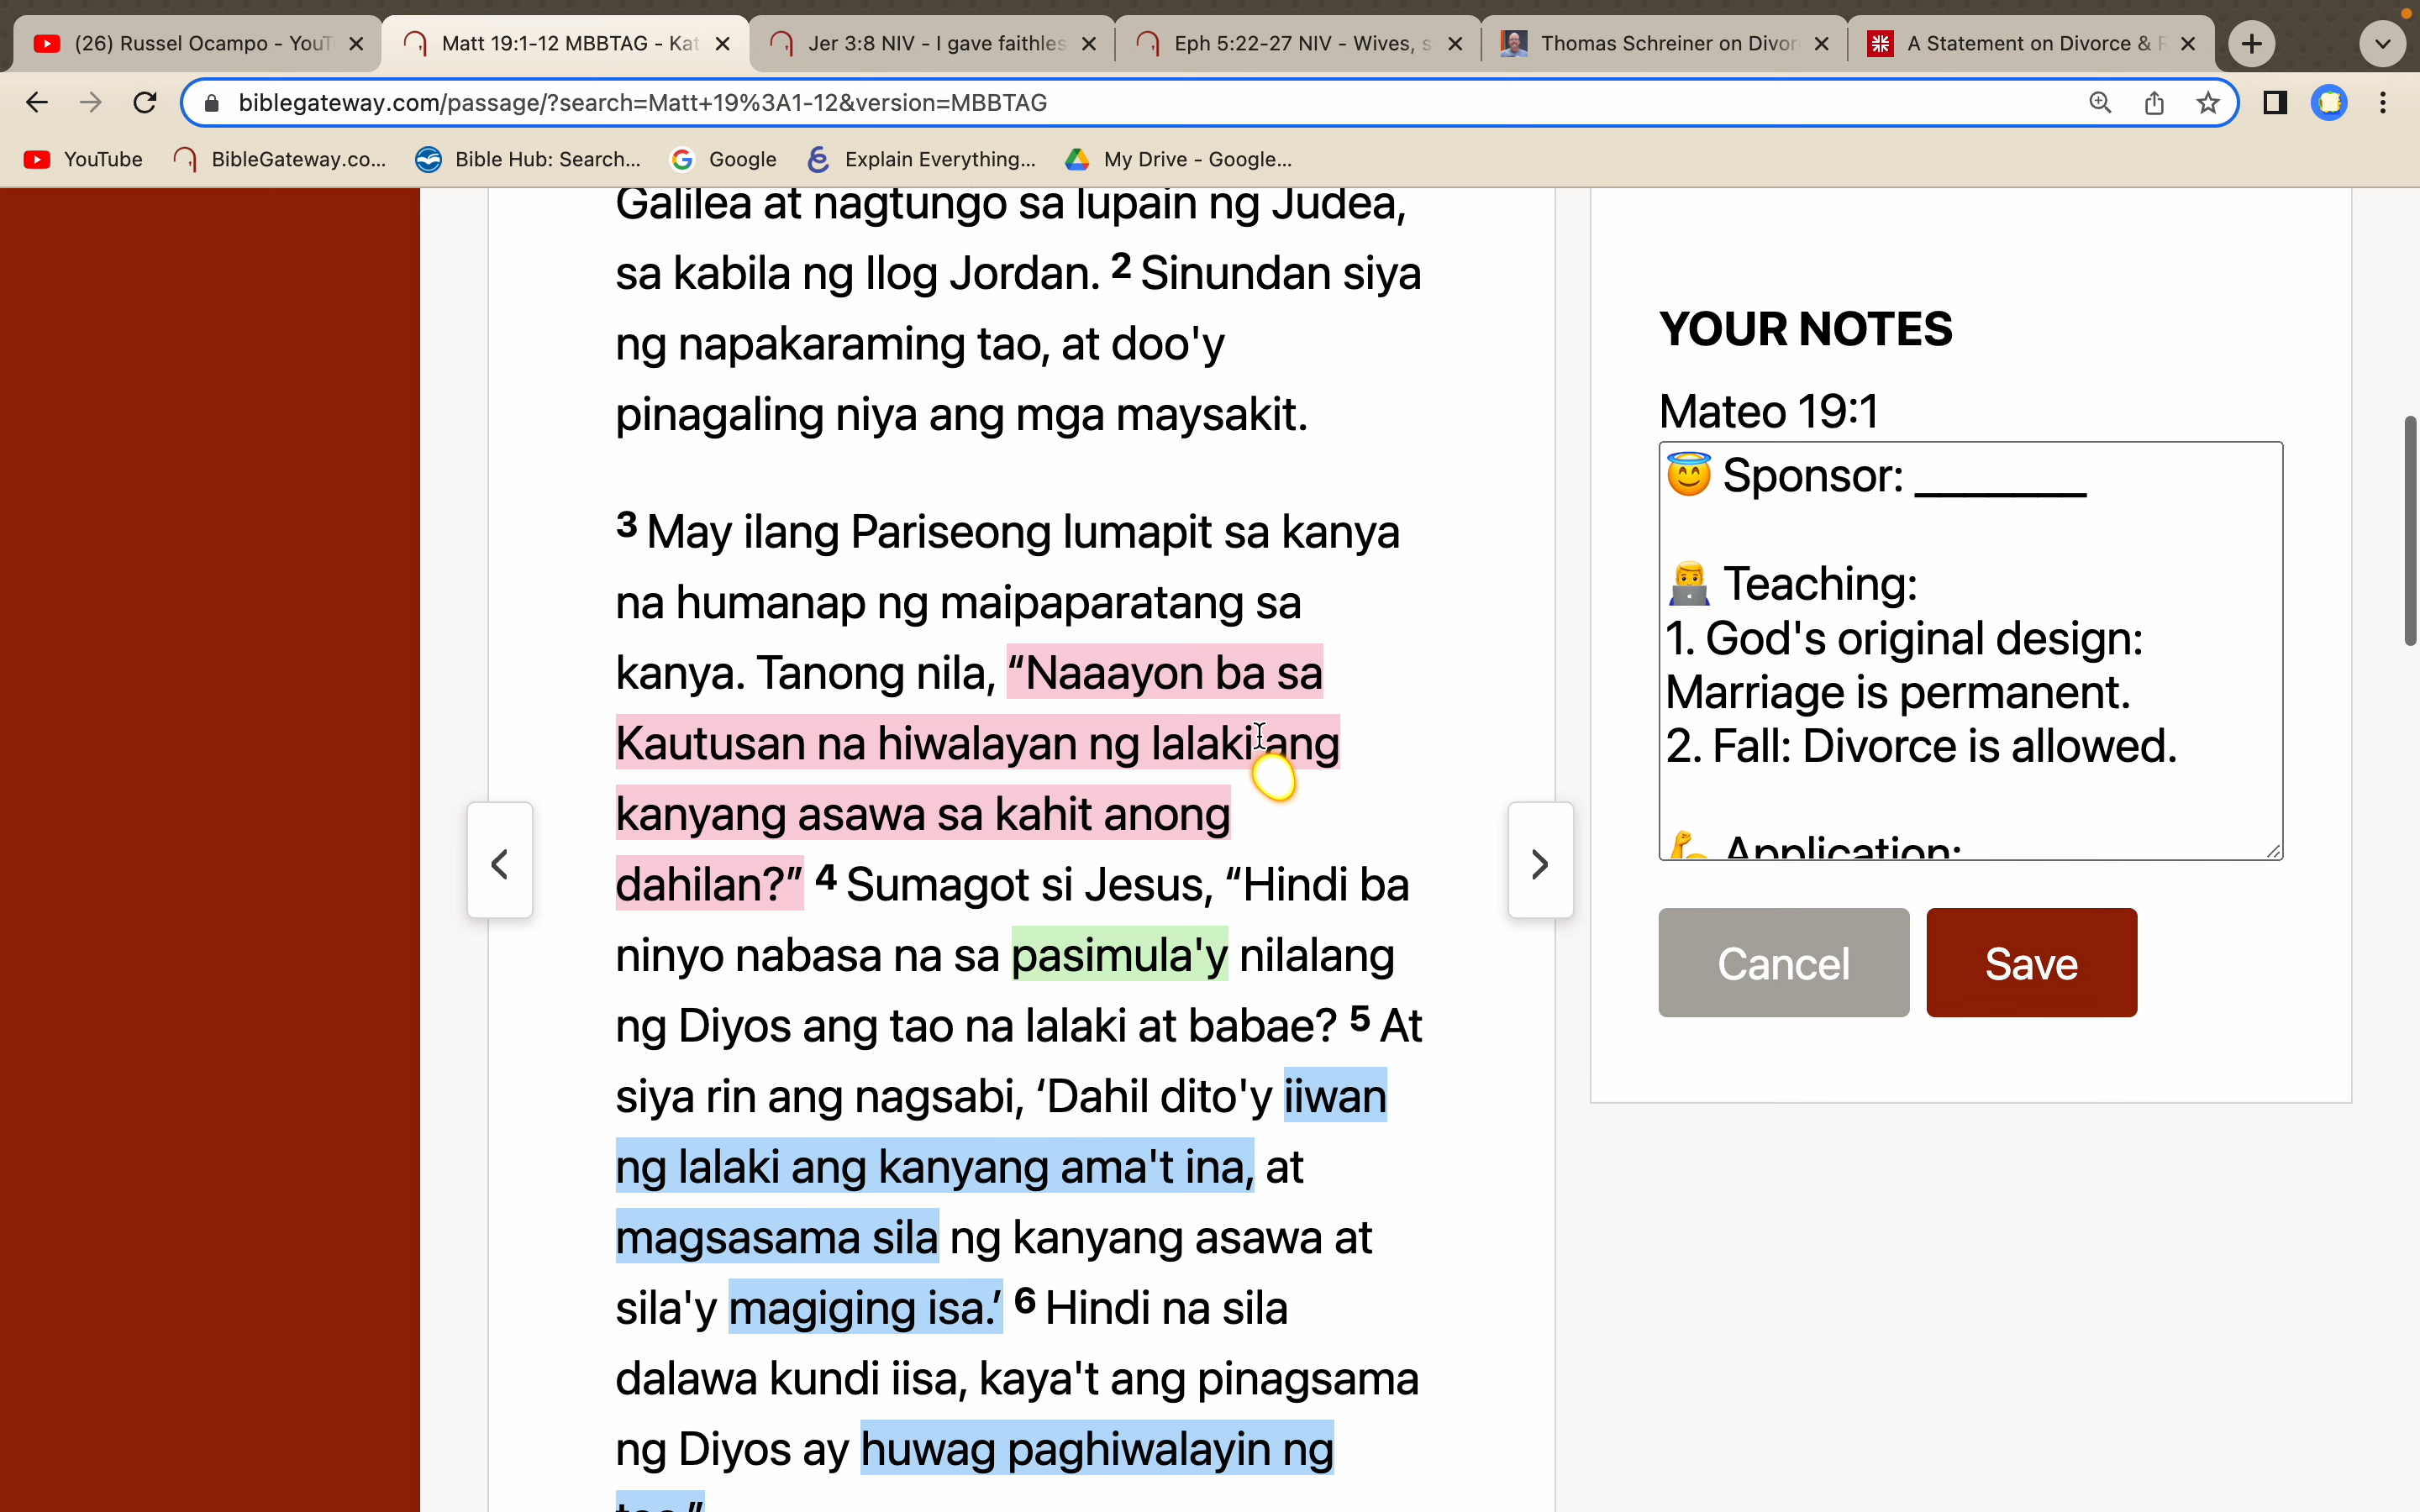 (26) Russel Ocampo - YouT
Matt 19:1-12 MBBTAG - Kat
Jer 3:8 NIV - I gave faithles
Eph 5:22-27 NIV - Wives, s
Thomas Schreiner on Divor
A Statement on Divorce & R
biblegateway.com/passage/?search=Matt+19%3A1-12&version=MBBTAG
YouTube
BibleGateway.co...
Bible Hub: Search...
Google
Explain Everything...
My Drive - Google...
Galilea at nagtungo sa lupain ng Judea,
sa kabila ng Ilog Jordan. 2 Sinundan siya
ng napakaraming tao, at doo'y
pinagaling niya ang mga maysakit.
3 May ilang Pariseong lumapit sa kanya
na humanap ng maipaparatang sa
kanya. Tanong nila, “Naaayon ba sa
Kautusan na hiwalayan ng lalaki ang
kanyang asawa sa kahit anong
dahilan?” 4 Sumagot si Jesus, “Hindi ba
ninyo nabasa na sa pasimula'y nilalang
ng Diyos ang tao na lalaki at babae? 5 At
siya rin ang nagsabi, ‘Dahil dito'y iiwan
ng lalaki ang kanyang ama't ina, at
magsasama sila ng kanyang asawa at
sila'y magiging isa.’ 6 Hindi na sila
dalawa kundi iisa, kaya't ang pinagsama
ng Diyos ay huwag paghiwalayin ng
tao.”
YOUR NOTES
Mateo 19:1
😇 Sponsor: _______
👨‍💻 Teaching:
1. God's original design:
Marriage is permanent.
2. Fall: Divorce is allowed.
💪 Application:
Cancel
Save